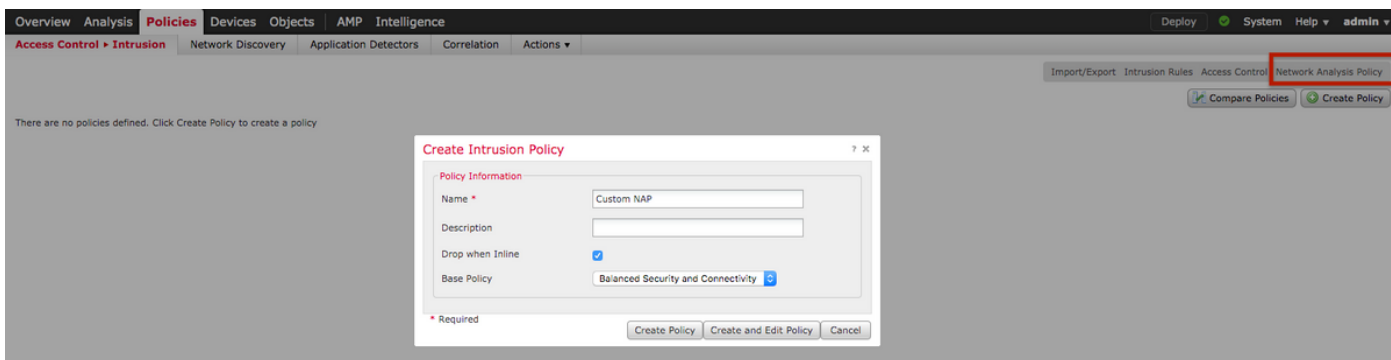 Overview Analysis Policies Devices Objects AMP Intelligence Deploy System Help ▾ admin ▾
Access Control ▸ Intrusion Network Discovery Application Detectors Correlation Actions ▾
Import/Export Intrusion Rules Access Control Network Analysis Policy
Compare Policies Create Policy
There are no policies defined. Click Create Policy to create a policy
Create Intrusion Policy ? ×
Policy Information
Name * Custom NAP
Description
Drop when Inline
Base Policy Balanced Security and Connectivity
* Required
Create Policy Create and Edit Policy Cancel